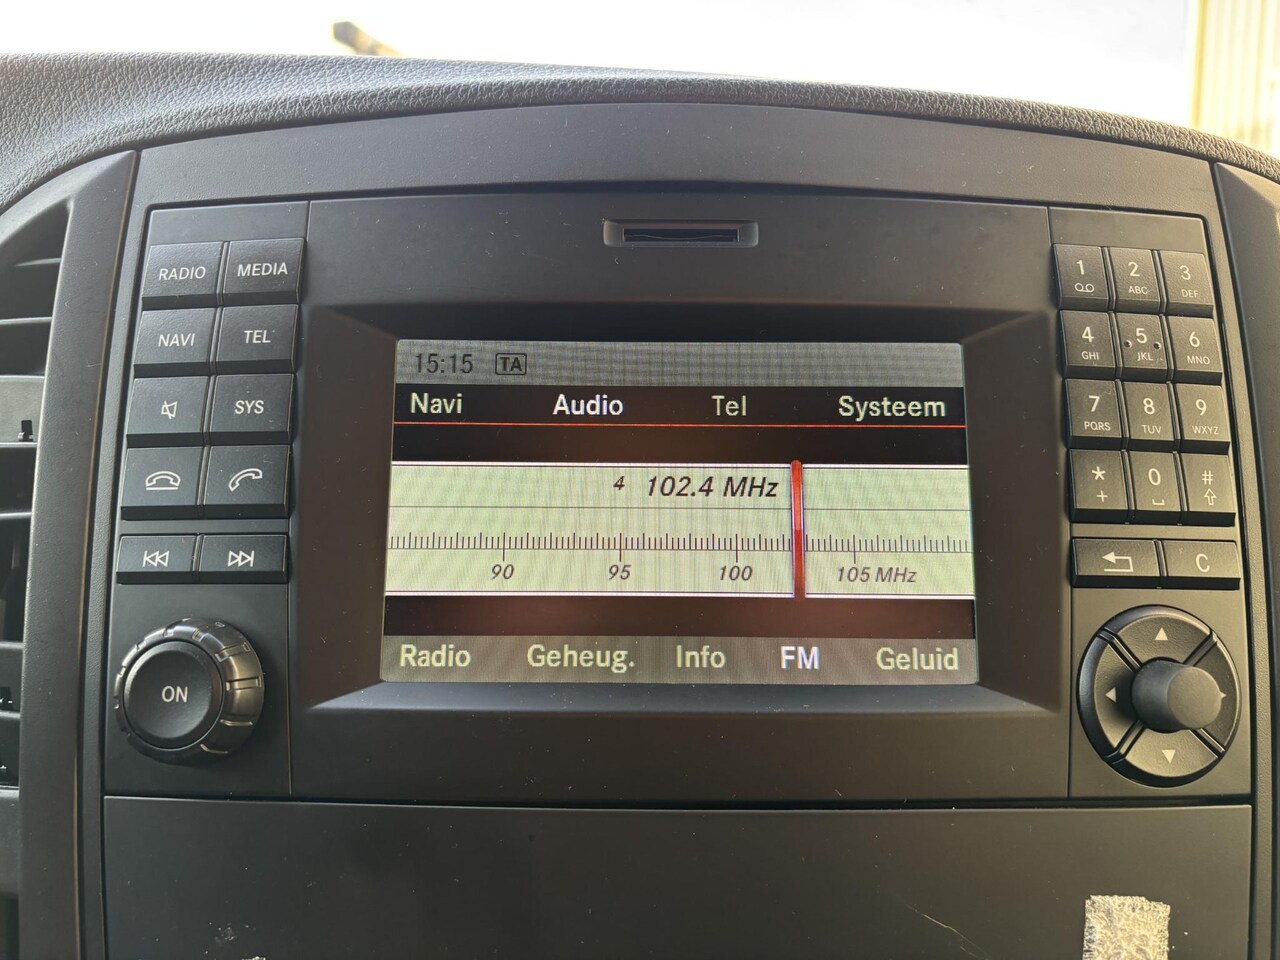 RADIO MEDIA
NAVI TEL
SYS
ON
15:15 TA
Navi Audio Tel Systeem
4 102.4 MHz
90 95 100 105 MHz
Radio Geheug. Info FM Geluid
1 2 3
ABC DEF
4 5 6
GHI JKL MNO
7 8 9
PQRS TUV WXYZ
* 0 #
+
C